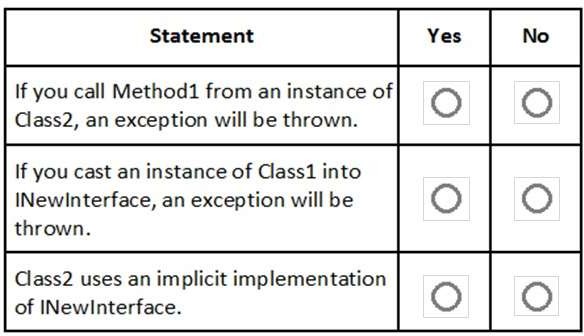 Statement Yes No
If you call Method1 from an instance of
Class2, an exception will be thrown.
If you cast an instance of Class1 into
INewInterface, an exception will be
thrown.
Class2 uses an implicit implementation
of INewInterface.